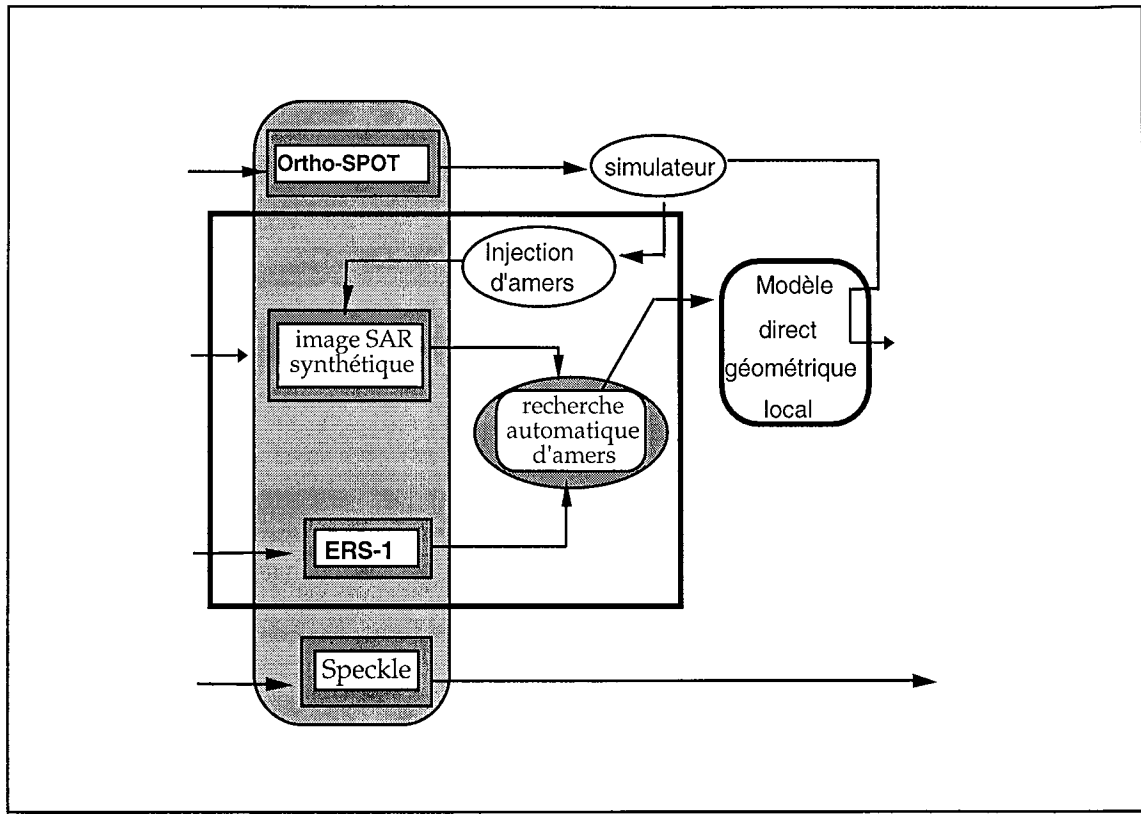 Ortho-SPOT
simulateur
Injection
d'amers
Modèle
direct
géométrique
local
image SAR
synthétique
recherche
automatique
d'amers
ERS-1
Speckle